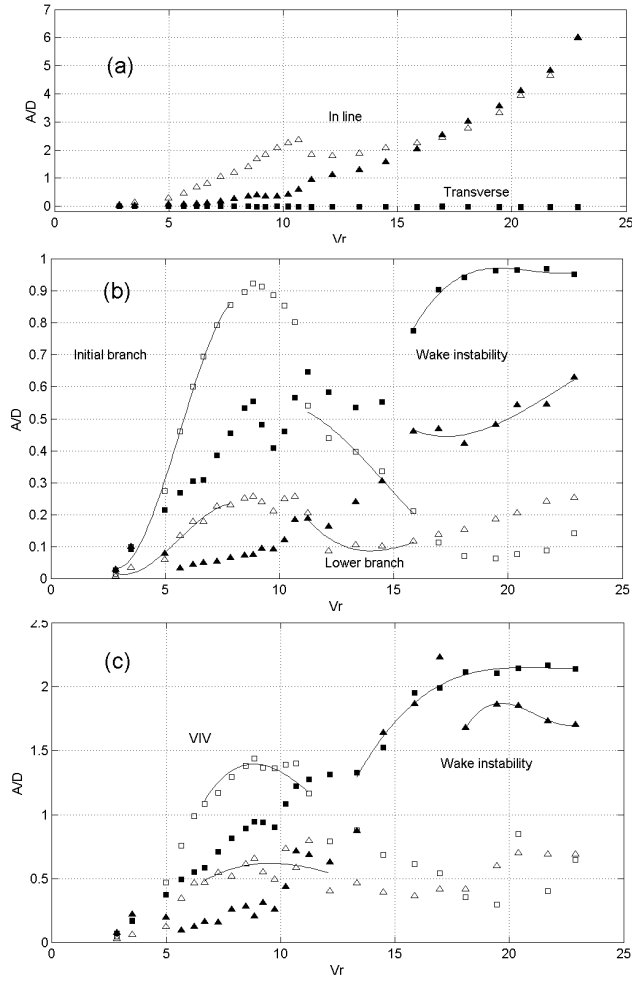 7
6
(a)
5
4
A/D
In line
3
2
1
Transverse
0
0 5 10 15 20 25
Vr
1
(b)
0.9
0.8
0.7
Initial branch
Wake instability
0.6
A/D
0.5
0.4
0.3
0.2
0.1
Lower branch
0
0 5 10 15 20 25
Vr
2.5
(c)
2
VIV
1.5
Wake instability
A/D
1
0.5
0
0 5 10 15 20 25
Vr